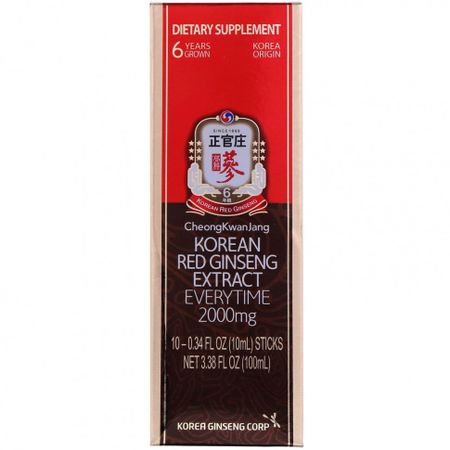 DIETARY SUPPLEMENT
6 YEARS GROWN
KOREA ORIGIN
SINCE 1899
正官庄
蔘
6
KOREAN RED GINSENG
CheongKwanJang
KOREAN
RED GINSENG
EXTRACT
EVERYTIME
2000mg
10 – 0.34 FL OZ (10mL) STICKS
NET 3.38 FL OZ (100mL)
KOREA GINSENG CORP